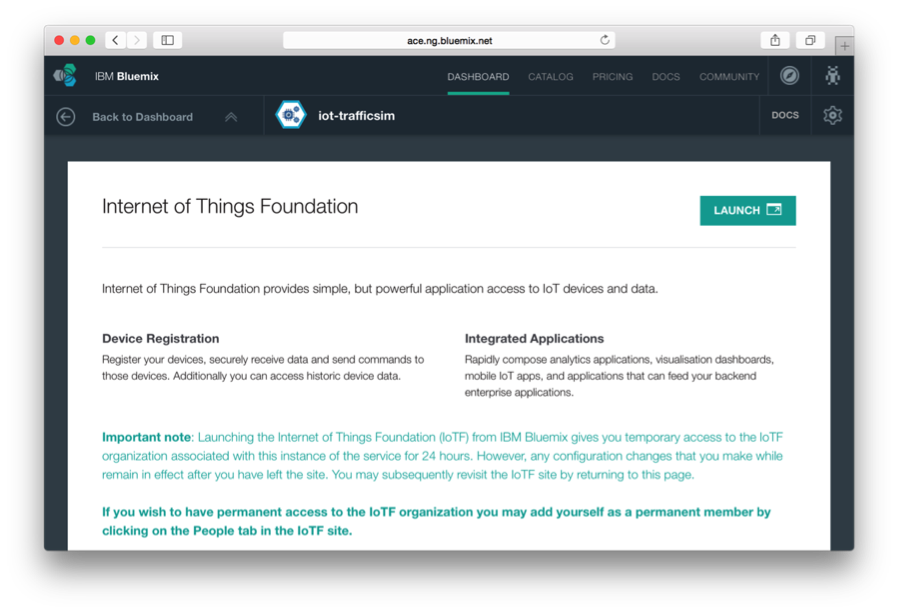 ace.ng.bluemix.net
IBM Bluemix
DASHBOARD
CATALOG
PRICING
DOCS
COMMUNITY
Back to Dashboard
iot-trafficsim
DOCS
Internet of Things Foundation
LAUNCH
Internet of Things Foundation provides simple, but powerful application access to IoT devices and data.
Device Registration
Register your devices, securely receive data and send commands to
those devices. Additionally you can access historic device data.
Integrated Applications
Rapidly compose analytics applications, visualisation dashboards,
mobile IoT apps, and applications that can feed your backend
enterprise applications.
Important note: Launching the Internet of Things Foundation (IoTF) from IBM Bluemix gives you temporary access to the IoTF
organization associated with this instance of the service for 24 hours. However, any configuration changes that you make while
remain in effect after you have left the site. You may subsequently revisit the IoTF site by returning to this page.
If you wish to have permanent access to the IoTF organization you may add yourself as a permanent member by
clicking on the People tab in the IoTF site.